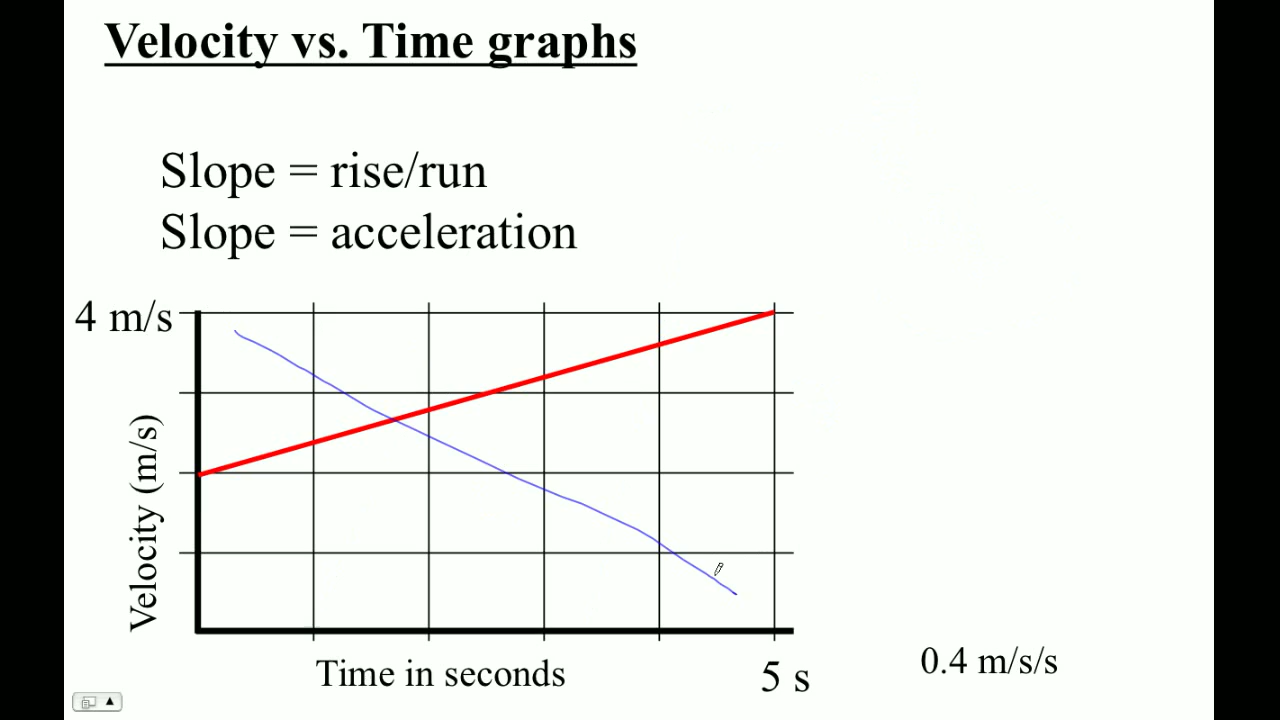 Velocity vs. Time graphs
Slope = rise/run
Slope = acceleration
4 m/s
Velocity (m/s)
Time in seconds
5 s
0.4 m/s/s